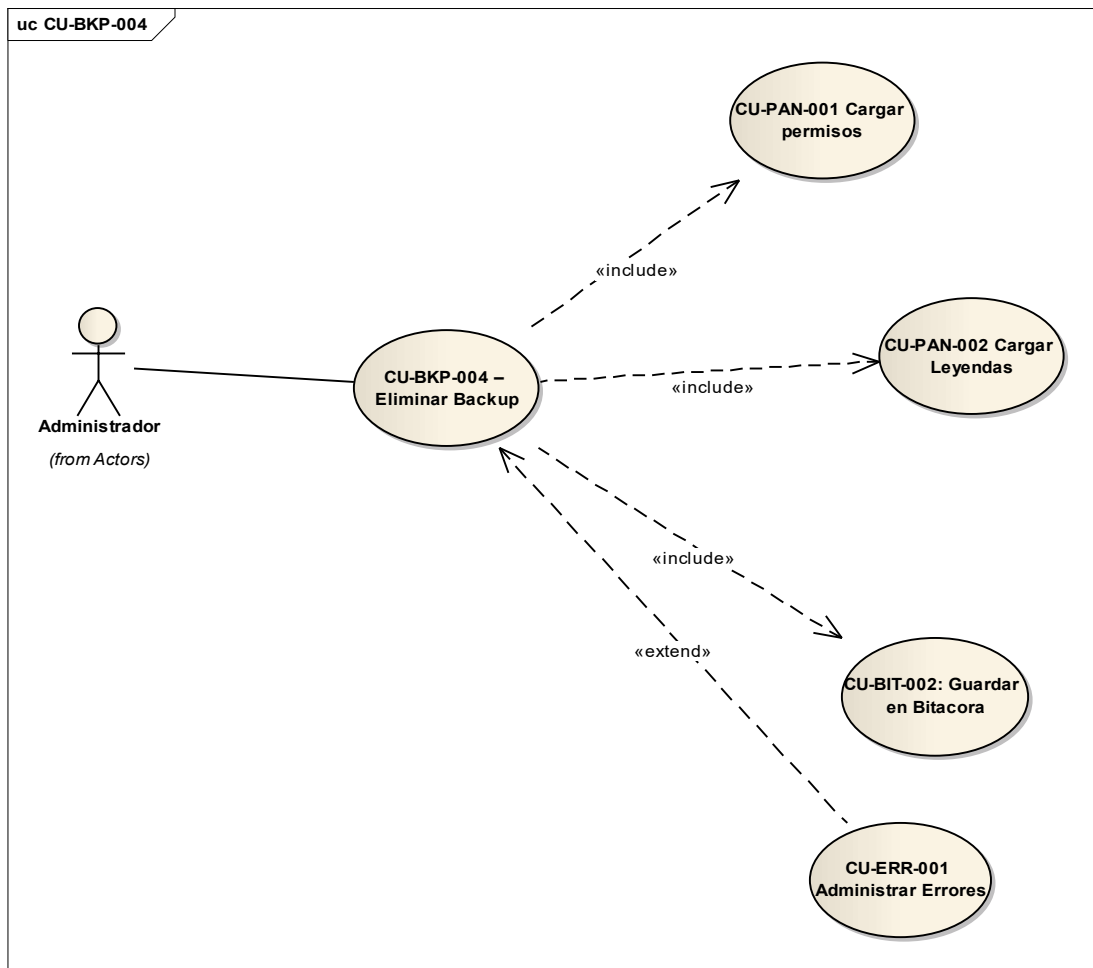 uc CU-BKP-004
CU-PAN-001 Cargar
permisos
«include»
CU-PAN-002 Cargar
Leyendas
«include»
CU-BKP-004 –
Eliminar Backup
Administrador
(from Actors)
«include»
«extend»
CU-BIT-002: Guardar
en Bitacora
CU-ERR-001
Administrar Errores